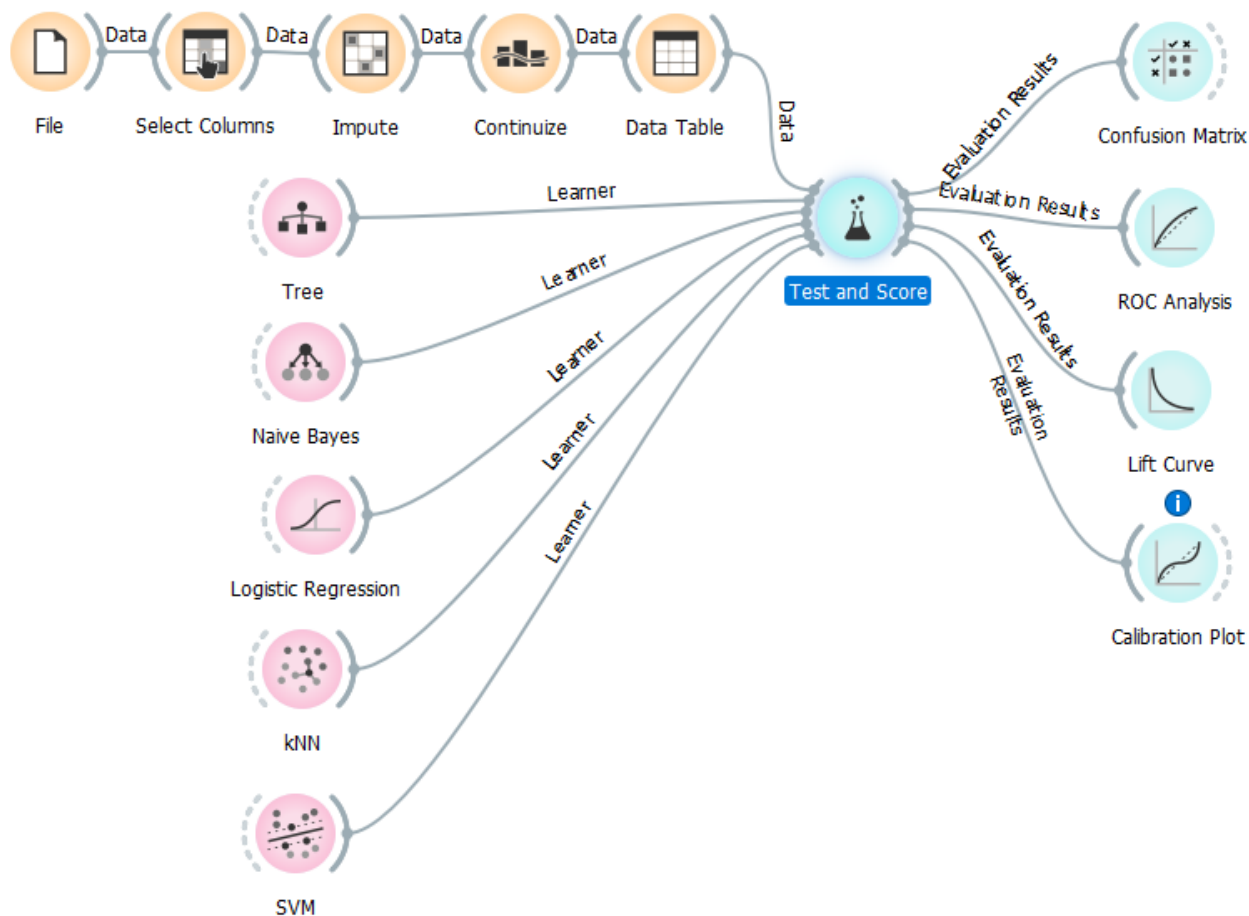 Data
Data
Data
Data
File
Select Columns
Impute
Continuize
Data Table
Data
Evaluation Results
Confusion Matrix
Learner
Evaluation Results
Tree
Test and Score
ROC Analysis
Learner
Evaluation Results
Naive Bayes
Learner
Evaluation
Results
Lift Curve
i
Logistic Regression
Learner
Calibration Plot
Learner
kNN
SVM